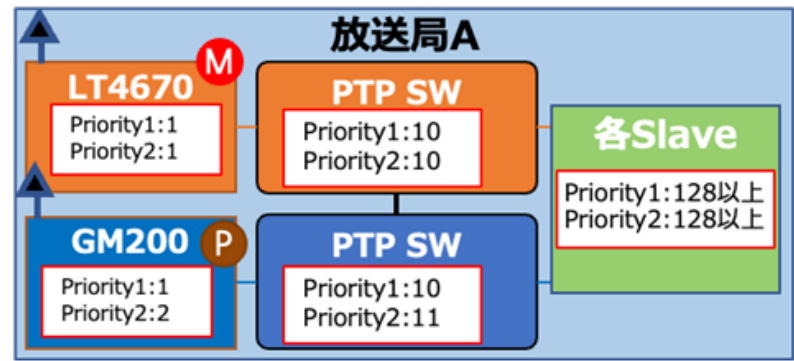 放送局A
LT4670
M
Priority1:1
Priority2:1
PTP SW
Priority1:10
Priority2:10
各Slave
Priority1:128以上
Priority2:128以上
GM200
P
Priority1:1
Priority2:2
PTP SW
Priority1:10
Priority2:11